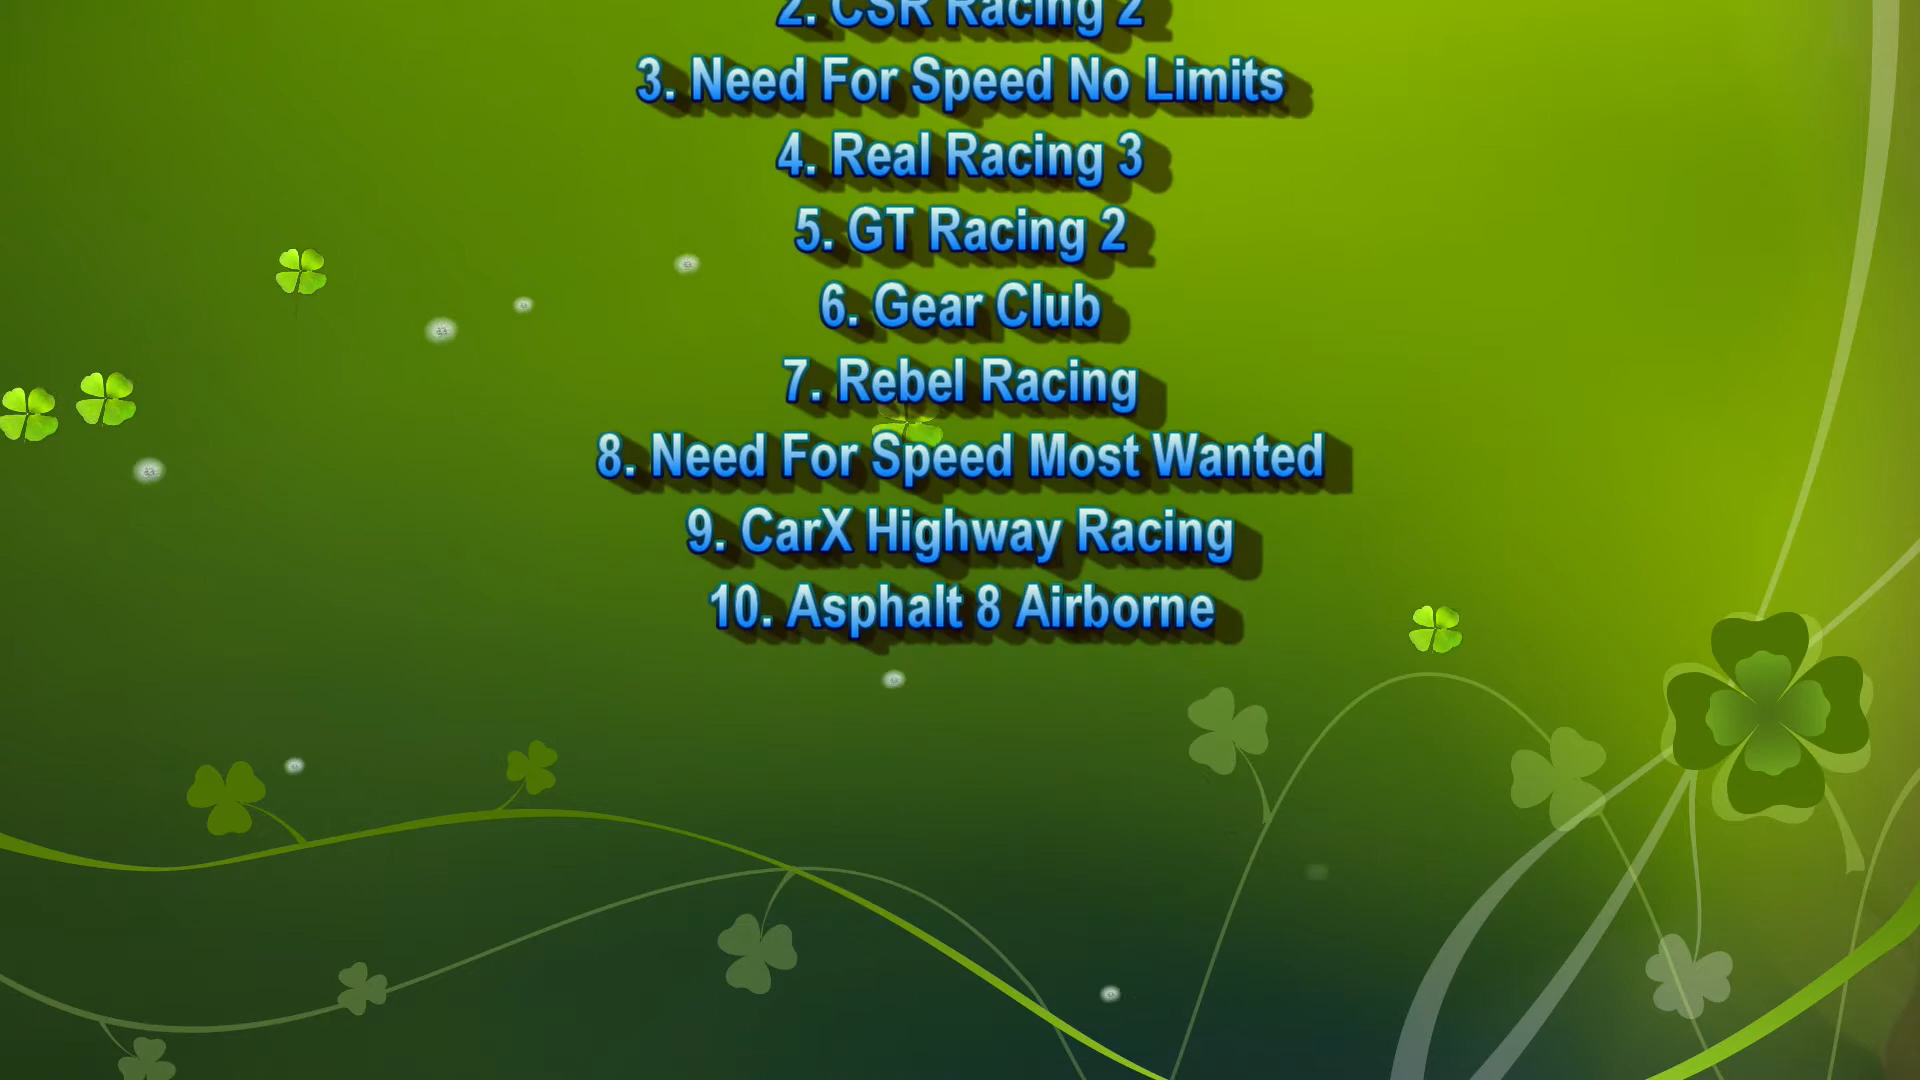 2. CSR Racing 2
3. Need For Speed No Limits
4. Real Racing 3
5. GT Racing 2
6. Gear Club
7. Rebel Racing
8. Need For Speed Most Wanted
9. CarX Highway Racing
10. Asphalt 8 Airborne